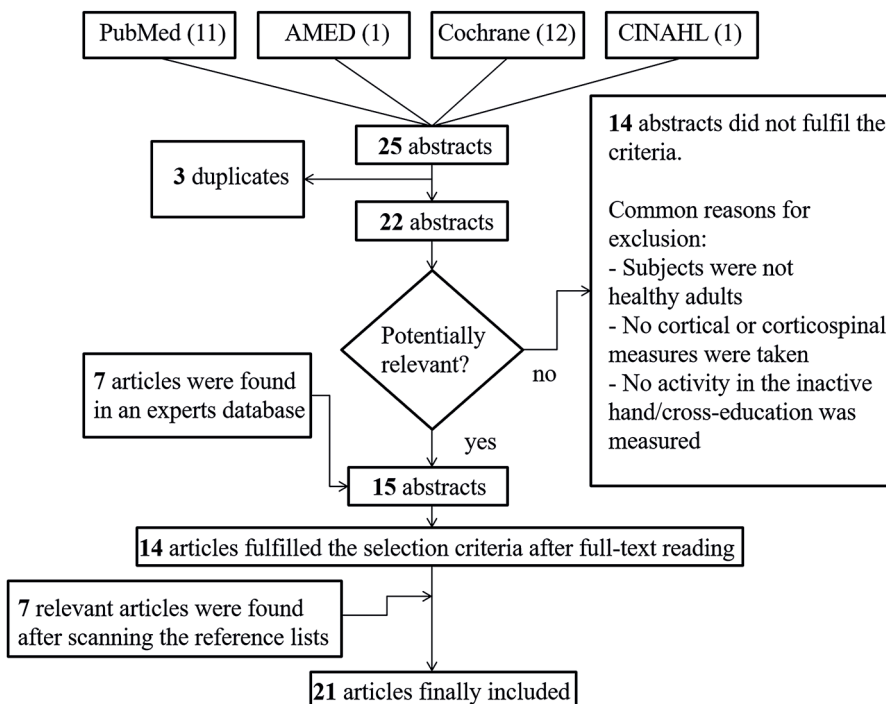 PubMed (11)
AMED (1)
Cochrane (12)
CINAHL (1)
25 abstracts
3 duplicates
22 abstracts
14 abstracts did not fulfil the
criteria.
Common reasons for
exclusion:
- Subjects were not
healthy adults
- No cortical or corticospinal
measures were taken
- No activity in the inactive
hand/cross-education was
measured
Potentially
relevant?
no
7 articles were found
in an experts database
yes
15 abstracts
14 articles fulfilled the selection criteria after full-text reading
7 relevant articles were found
after scanning the reference lists
21 articles finally included